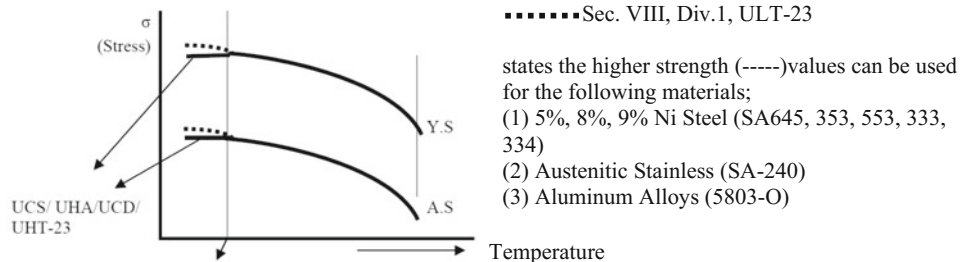 σ
(Stress)
Y.S
A.S
UCS/ UHA/UCD/
UHT-23
Temperature
Sec. VIII, Div.1, ULT-23
states the higher strength (-----)values can be used
for the following materials;
(1) 5%, 8%, 9% Ni Steel (SA645, 353, 553, 333,
334)
(2) Austenitic Stainless (SA-240)
(3) Aluminum Alloys (5803-O)